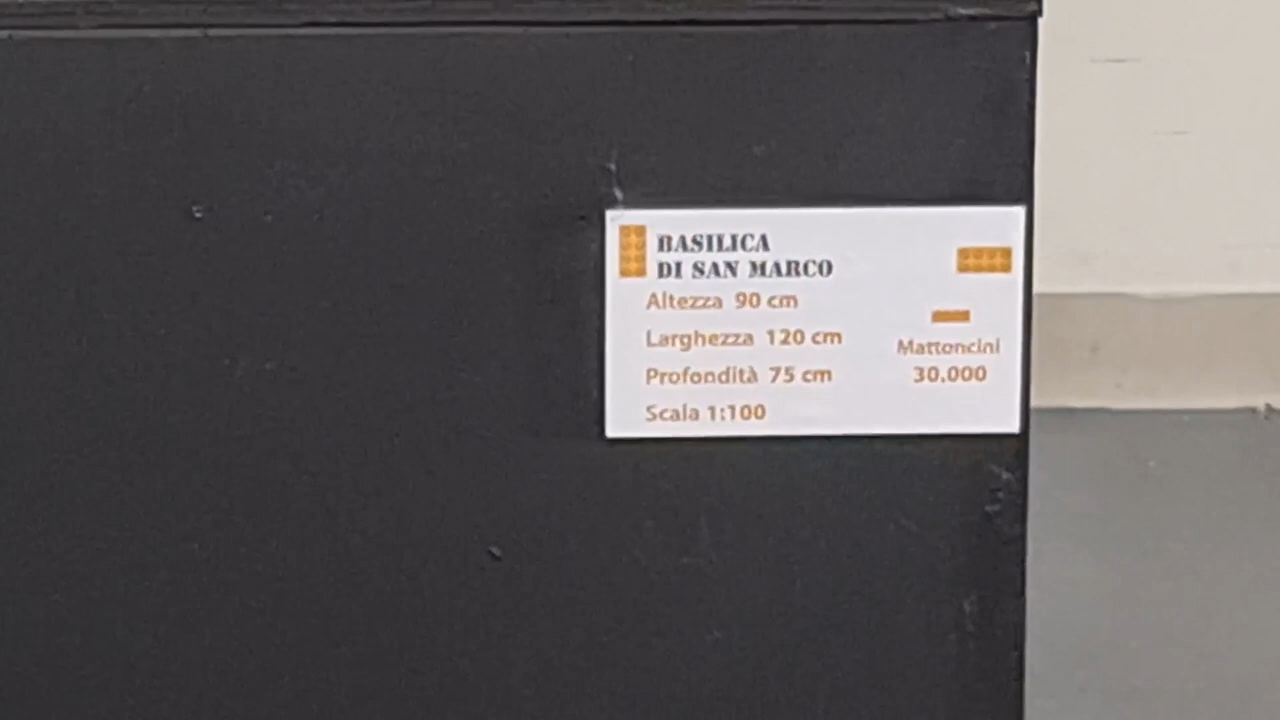 BASILICA
DI SAN MARCO
Altezza 90 cm
Larghezza 120 cm
Profondità 75 cm
Scala 1:100
Mattoncini
30.000